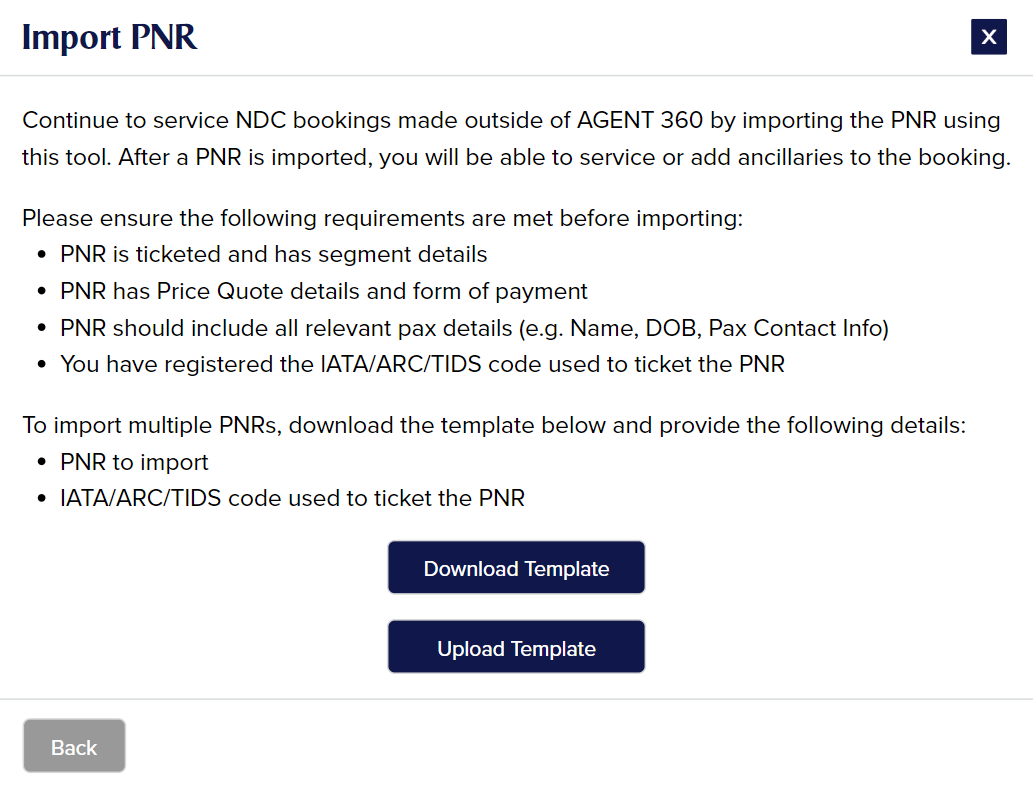 Import PNR
X
Continue to service NDC bookings made outside of AGENT 360 by importing the PNR using
this tool. After a PNR is imported, you will be able to service or add ancillaries to the booking.
Please ensure the following requirements are met before importing:
• PNR is ticketed and has segment details
• PNR has Price Quote details and form of payment
• PNR should include all relevant pax details (e.g. Name, DOB, Pax Contact Info)
• You have registered the IATA/ARC/TIDS code used to ticket the PNR
To import multiple PNRs, download the template below and provide the following details:
• PNR to import
• IATA/ARC/TIDS code used to ticket the PNR
Download Template
Upload Template
Back